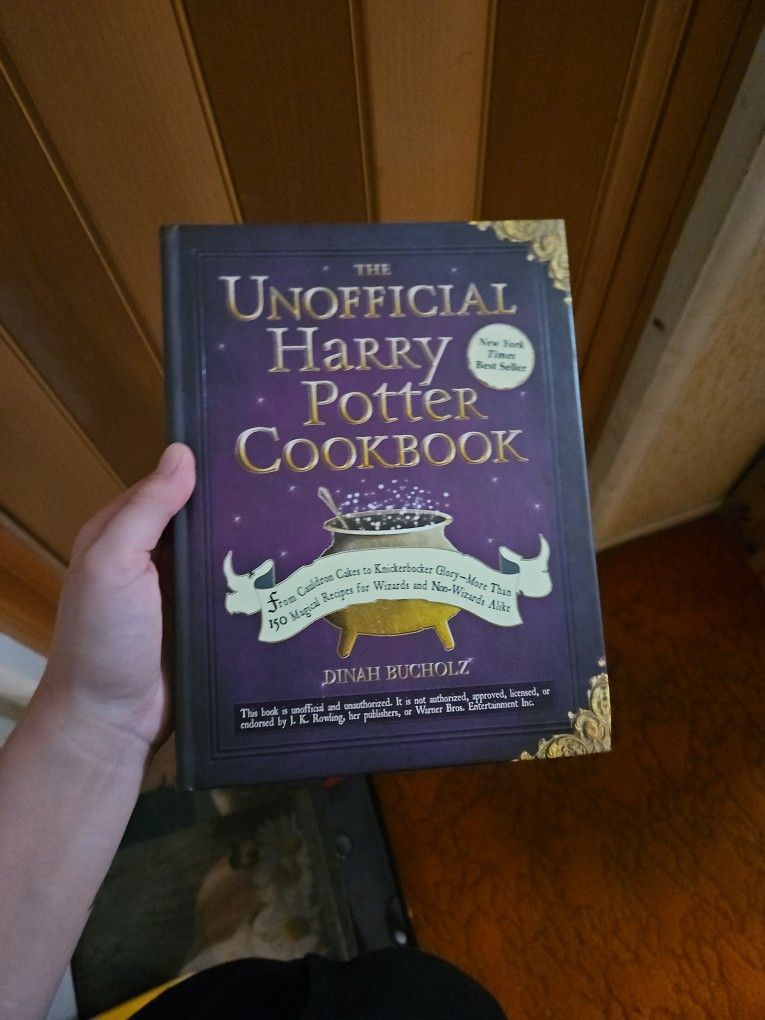 THE
UNOFFICIAL
HARRY
POTTER
COOKBOOK
New York
Times
Best Seller
From Cauldron Cakes to Knickerbocker Glory—More Than
150 Magical Recipes for Wizards and Non-Wizards Alike
DINAH BUCHOLZ
This book is unofficial and unauthorized. It is not authorized, approved, licensed, or
endorsed by J. K. Rowling, her publishers, or Warner Bros. Entertainment Inc.